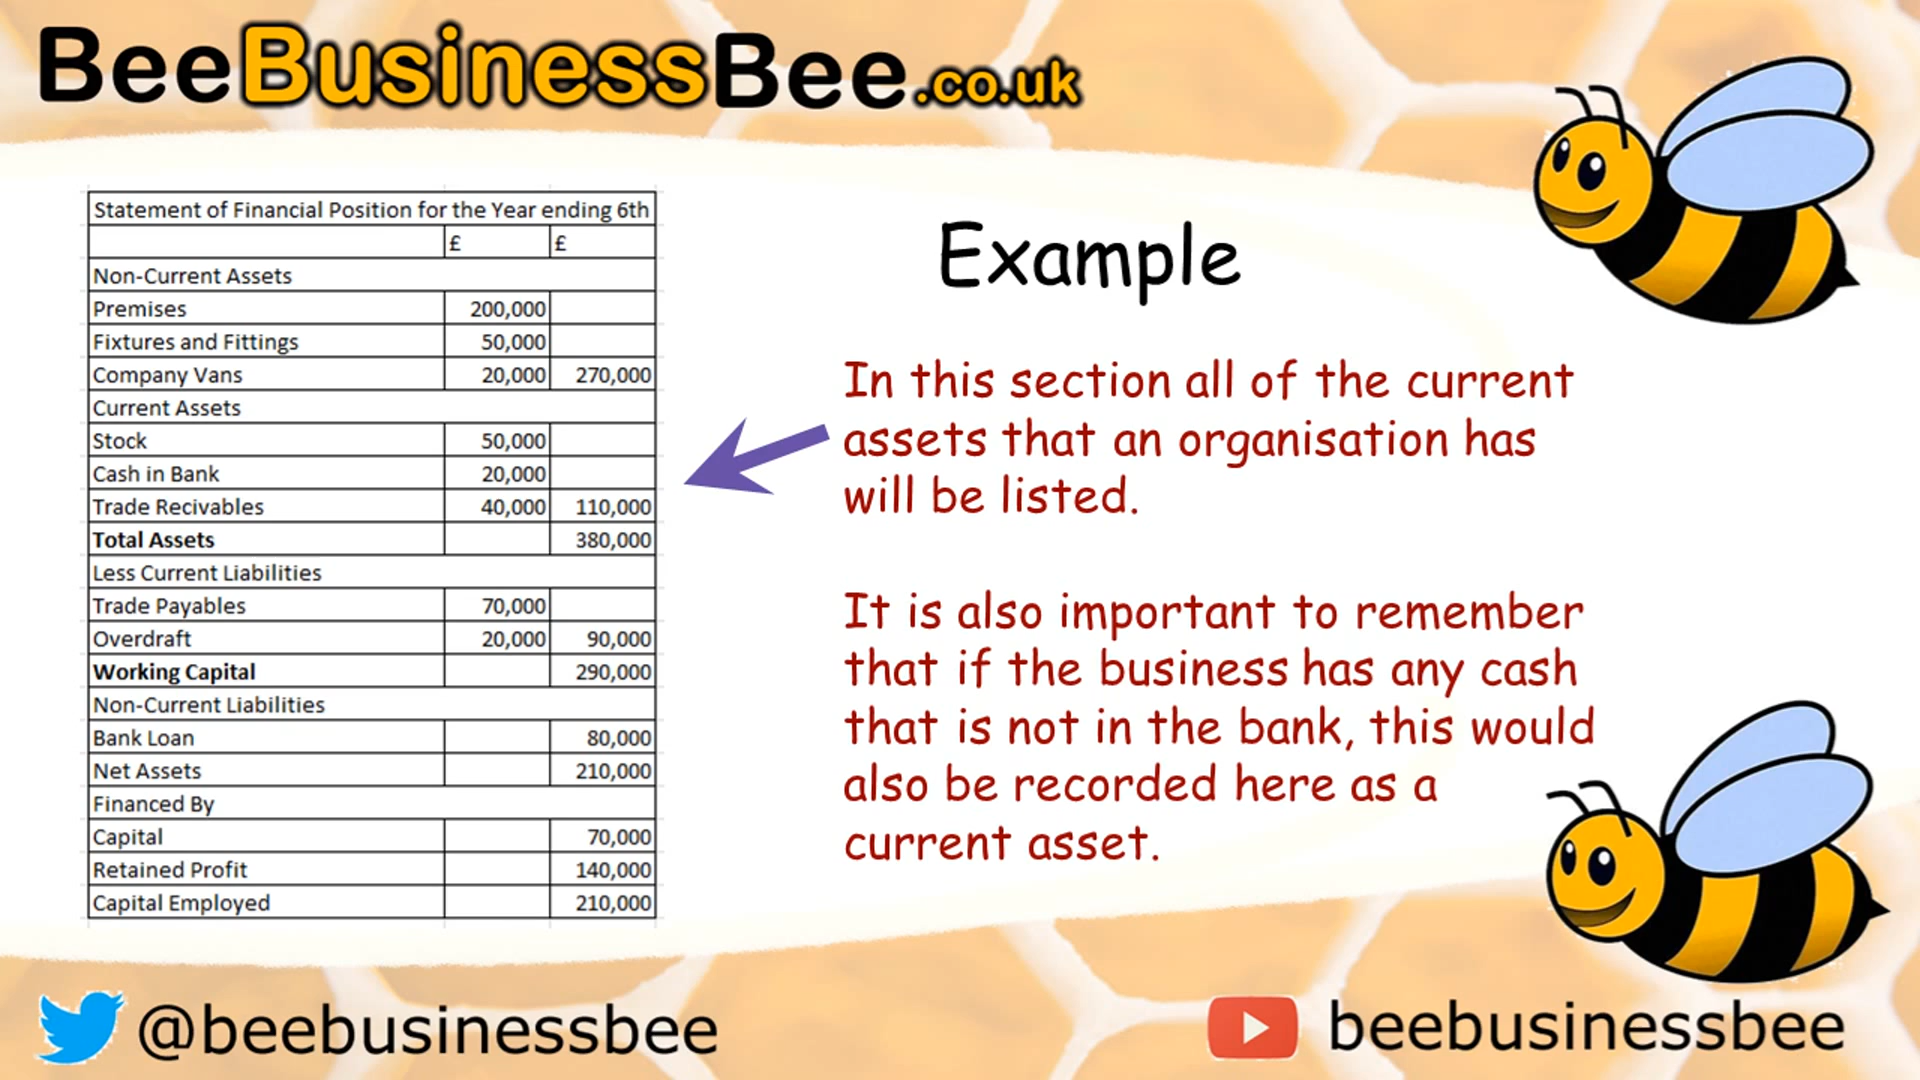 BeeBusinessBee.co.uk
Statement of Financial Position for the Year ending 6th
£ £
Non-Current Assets
Premises 200,000
Fixtures and Fittings 50,000
Company Vans 20,000 270,000
Current Assets
Stock 50,000
Cash in Bank 20,000
Trade Recivables 40,000 110,000
Total Assets 380,000
Less Current Liabilities
Trade Payables 70,000
Overdraft 20,000 90,000
Working Capital 290,000
Non-Current Liabilities
Bank Loan 80,000
Net Assets 210,000
Financed By
Capital 70,000
Retained Profit 140,000
Capital Employed 210,000
Example
In this section all of the current
assets that an organisation has
will be listed.
It is also important to remember
that if the business has any cash
that is not in the bank, this would
also be recorded here as a
current asset.
@beebusinessbee
beebusinessbee